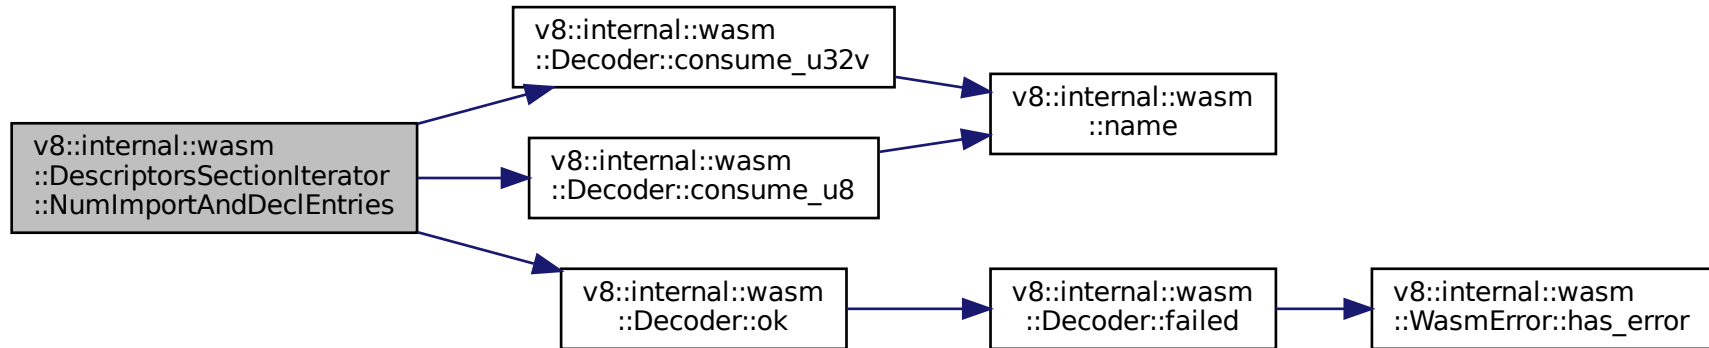 v8::internal::wasm
::DescriptorsSectionIterator
::NumImportAndDeclEntries
v8::internal::wasm
::Decoder::consume_u32v
v8::internal::wasm
::name
v8::internal::wasm
::Decoder::consume_u8
v8::internal::wasm
::Decoder::ok
v8::internal::wasm
::Decoder::failed
v8::internal::wasm
::WasmError::has_error